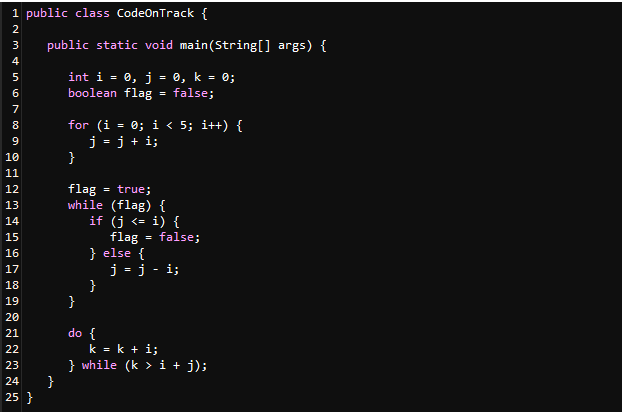 1 public class CodeOnTrack {
2
3    public static void main(String[] args) {
4
5       int i = 0, j = 0, k = 0;
6       boolean flag = false;
7
8       for (i = 0; i < 5; i++) {
9          j = j + i;
10       }
11
12       flag = true;
13       while (flag) {
14          if (j <= i) {
15             flag = false;
16          } else {
17             j = j - i;
18          }
19       }
20
21       do {
22          k = k + i;
23       } while (k > i + j);
24    }
25 }